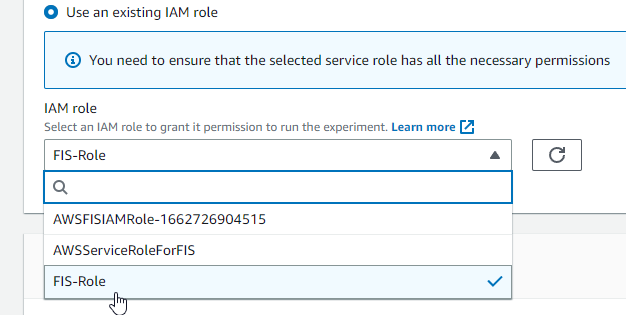 Use an existing IAM role
You need to ensure that the selected service role has all the necessary permissions
IAM role
Select an IAM role to grant it permission to run the experiment. Learn more
FIS-Role
AWSFISIAMRole-1662726904515
AWSServiceRoleForFIS
FIS-Role